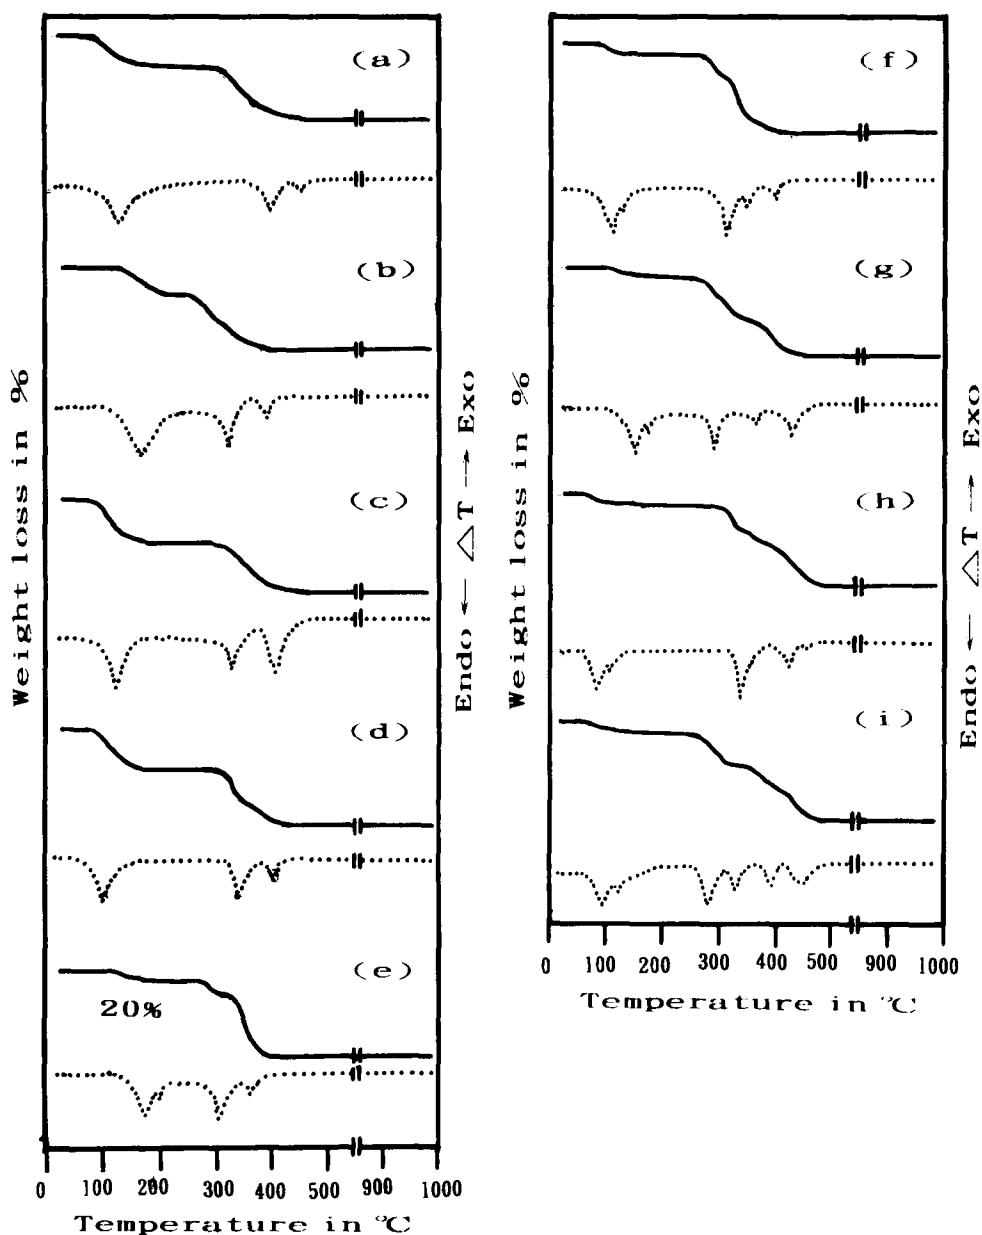 (a)
(b)
(c)
(d)
(e)
20%
Weight loss in %
Endo ← △T → Exo
0 100 200 300 400 500 900 1000
Temperature in °C
(f)
(g)
(h)
(i)
Weight loss in %
Endo ← △T → Exo
0 100 200 300 500 900 1000
Temperature in °C